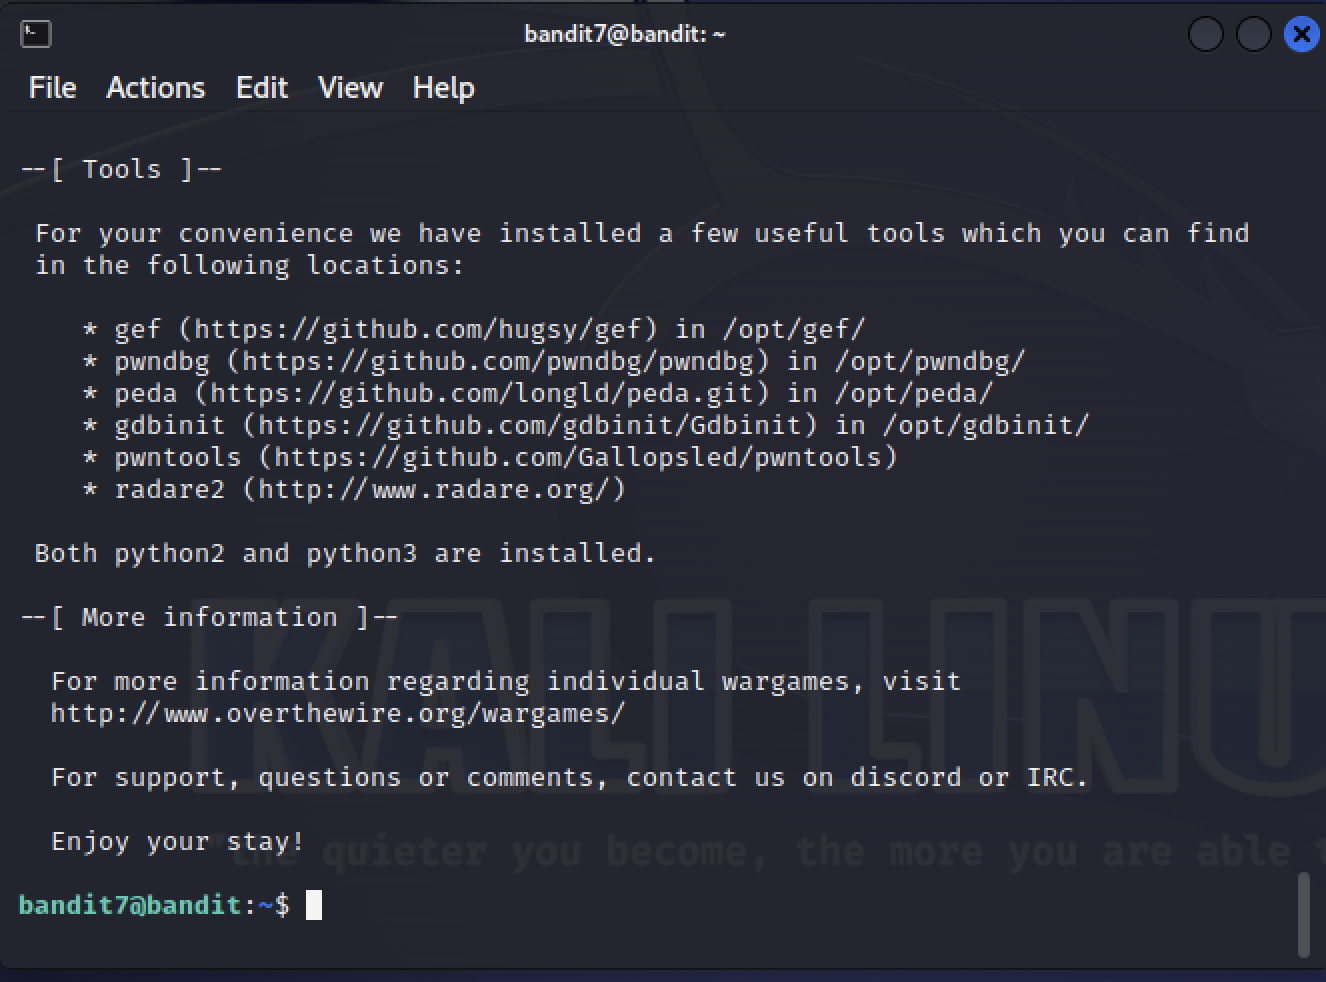 bandit7@bandit: ~
File Actions Edit View Help
--[ Tools ]--
For your convenience we have installed a few useful tools which you can find
in the following locations:
* gef (https://github.com/hugsy/gef) in /opt/gef/
* pwndbg (https://github.com/pwndbg/pwndbg) in /opt/pwndbg/
* peda (https://github.com/longld/peda.git) in /opt/peda/
* gdbinit (https://github.com/gdbinit/Gdbinit) in /opt/gdbinit/
* pwntools (https://github.com/Gallopsled/pwntools)
* radare2 (http://www.radare.org/)
Both python2 and python3 are installed.
--[ More information ]--
For more information regarding individual wargames, visit
http://www.overthewire.org/wargames/
For support, questions or comments, contact us on discord or IRC.
Enjoy your stay!
bandit7@bandit:~$
KALI LINU
"the quieter you become, the more you are able